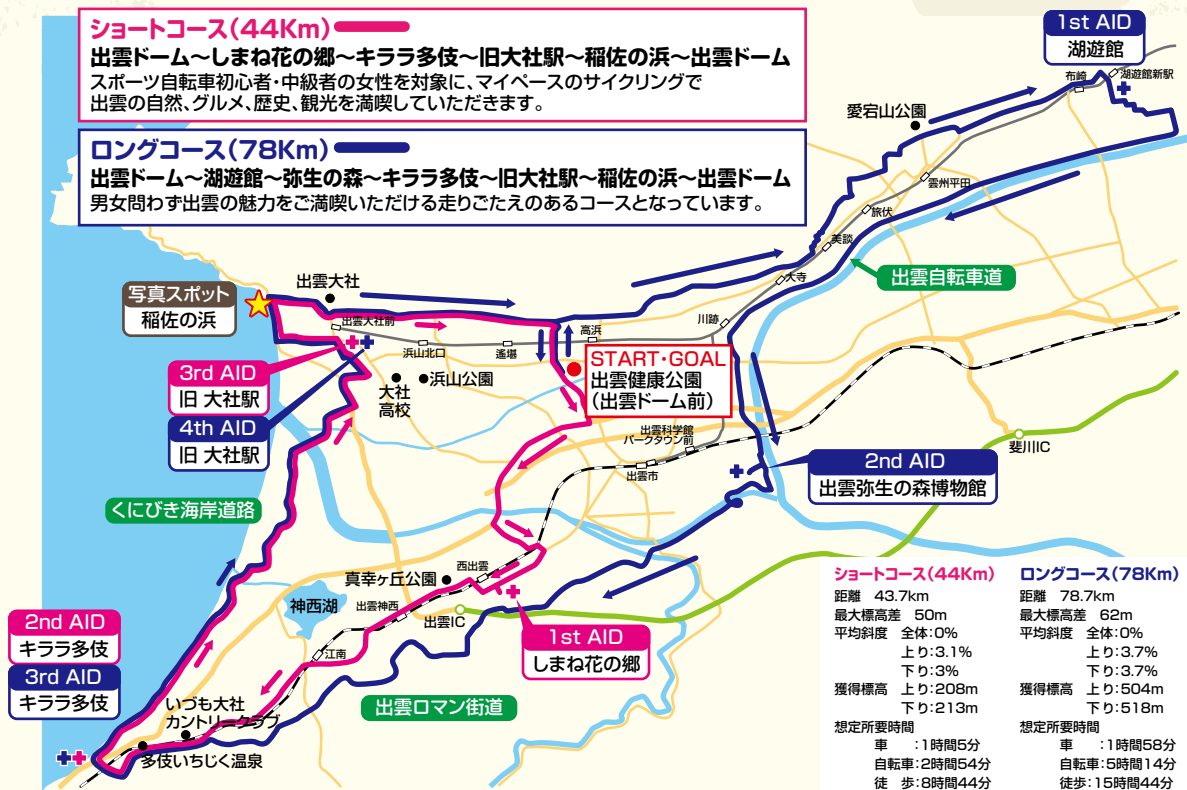 ショートコース(44Km)
出雲ドーム～しまね花の郷～キララ多伎～旧大社駅～稲佐の浜～出雲ドーム
スポーツ自転車初心者・中級者の女性を対象に、マイペースのサイクリングで
出雲の自然、グルメ、歴史、観光を満喫していただきます。
ロングコース(78Km)
出雲ドーム～湖遊館～弥生の森～キララ多伎～旧大社駅～稲佐の浜～出雲ドーム
男女問わず出雲の魅力をご満喫いただける走りごたえのあるコースとなっています。
1st AID
湖遊館
布崎
湖遊館新駅
愛宕山公園
雲州平田
旅伏
美談
大寺
出雲自転車道
写真スポット
稲佐の浜
出雲大社
出雲大社前
浜山北口
遙堪
高浜
川跡
3rd AID
旧 大社駅
4th AID
旧 大社駅
大社
高校
浜山公園
START・GOAL
出雲健康公園
(出雲ドーム前)
出雲科学館
パークタウン前
出雲市
斐川IC
2nd AID
出雲弥生の森博物館
くにびき海岸道路
真幸ヶ丘公園
西出雲
神西湖
出雲神西
出雲IC
江南
1st AID
しまね花の郷
2nd AID
キララ多伎
3rd AID
キララ多伎
いづも大社
カントリークラブ
多伎いちじく温泉
出雲ロマン街道
ショートコース(44Km)
距離 43.7km
最大標高差 50m
平均斜度 全体:0%
上り:3.1%
下り:3%
獲得標高 上り:208m
下り:213m
想定所要時間
車 :1時間5分
自転車:2時間54分
徒 歩:8時間44分
ロングコース(78Km)
距離 78.7km
最大標高差 62m
平均斜度 全体:0%
上り:3.7%
下り:3.7%
獲得標高 上り:504m
下り:518m
想定所要時間
車 :1時間58分
自転車:5時間14分
徒歩:15時間44分